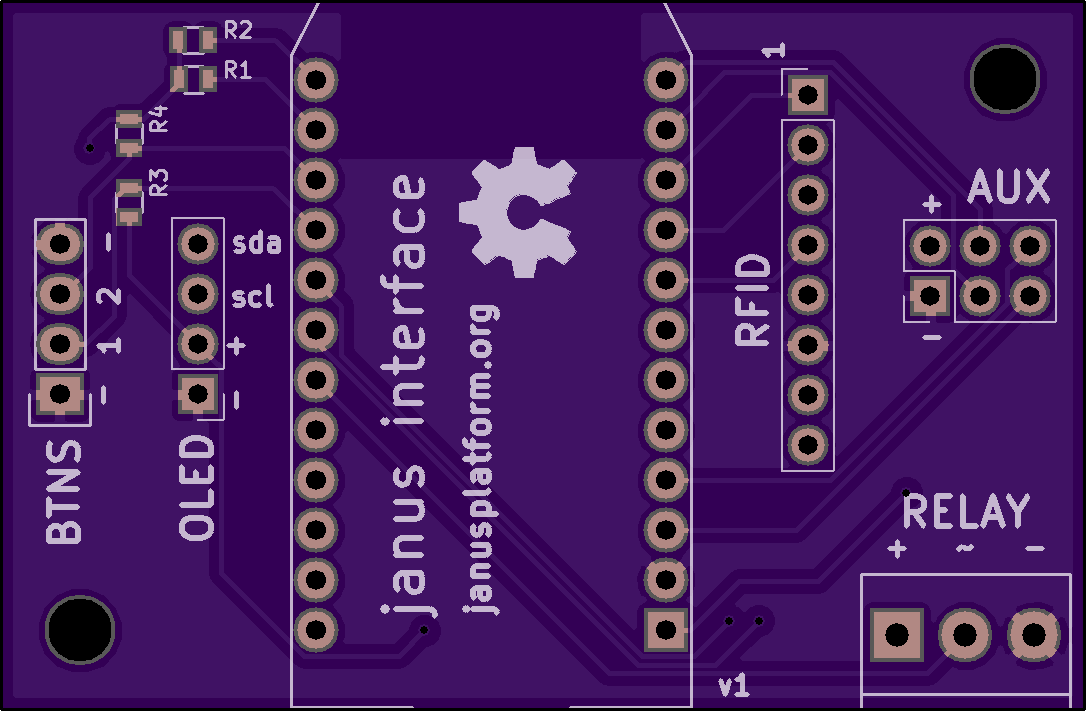 R2
R1
R4
R3
1
AUX
+
-
sda
scl
+
-
-
2
1
-
BTNS
OLED
janus interface
janusplatform.org
RFID
RELAY
+ ~ -
v1